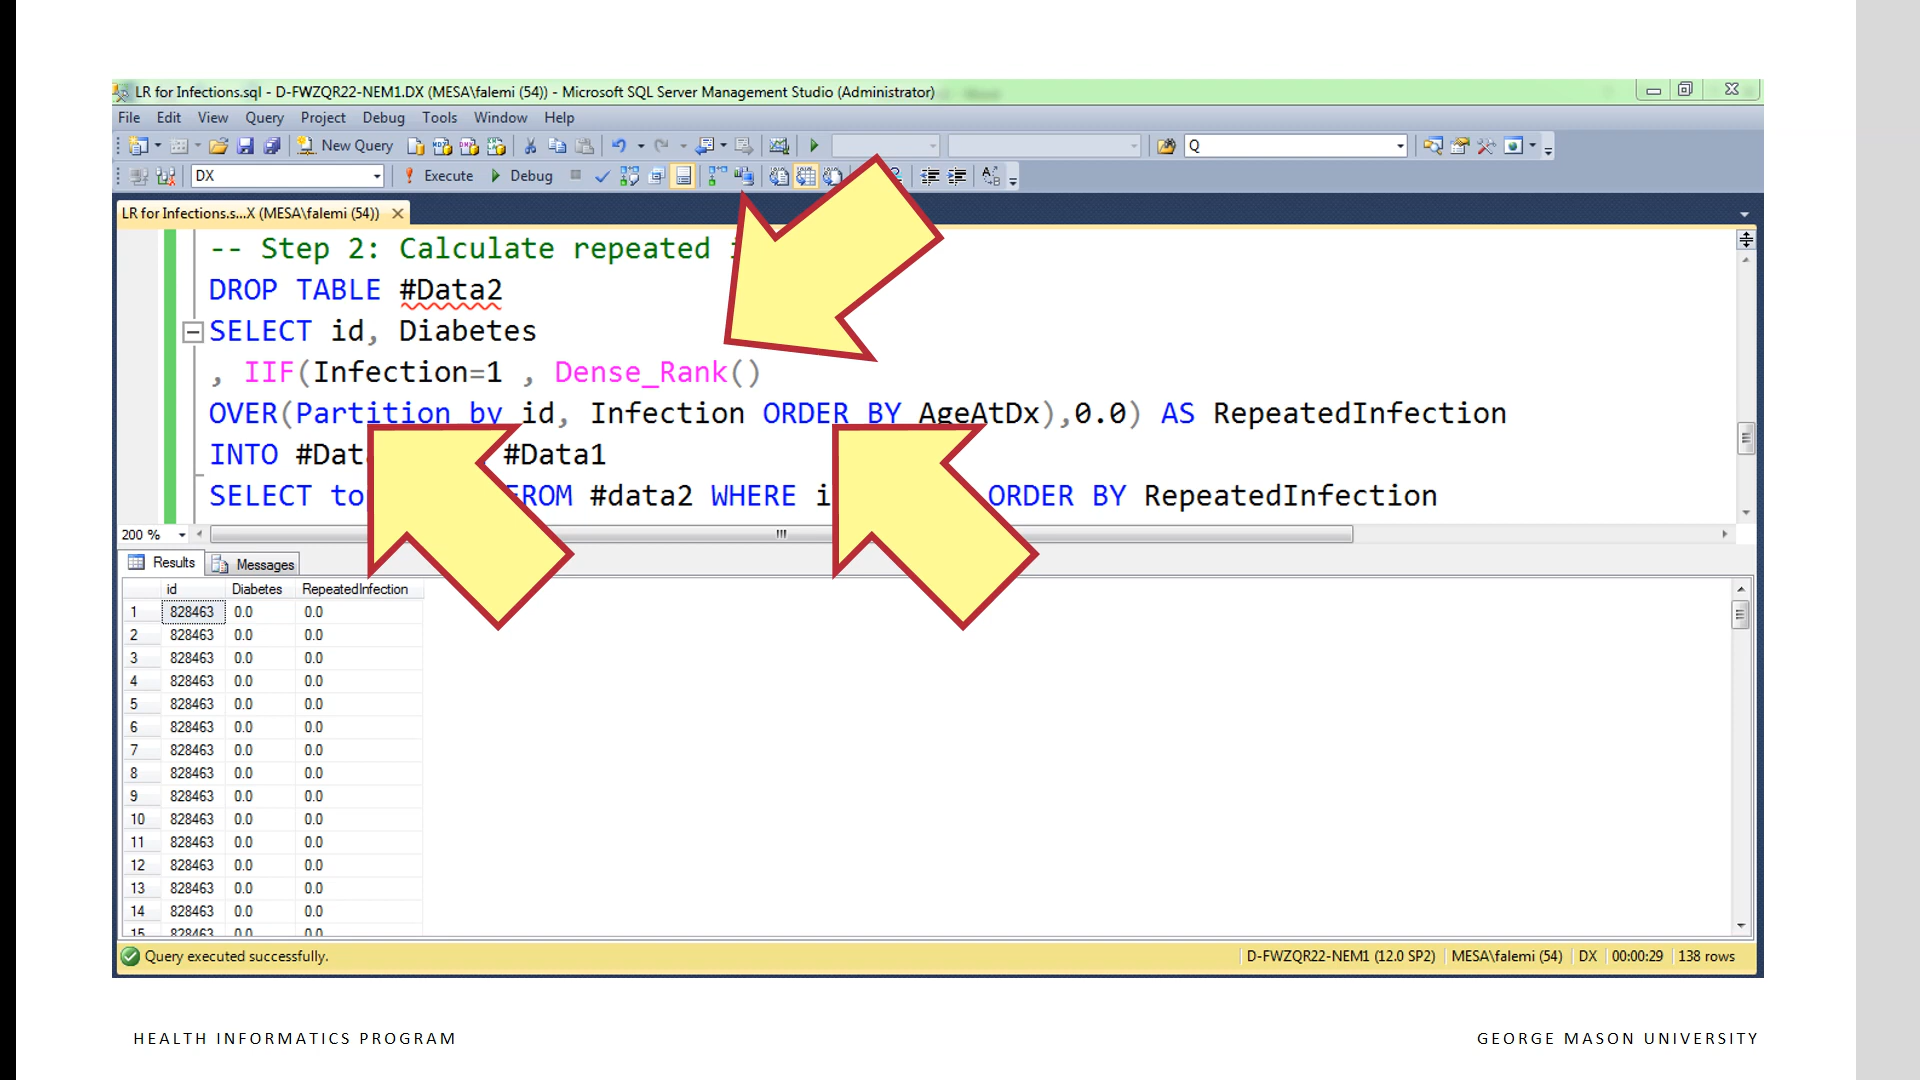 LR for Infections.sql - D-FWZQR22-NEM1.DX (MESA\falemi (54)) - Microsoft SQL Server Management Studio (Administrator)
File Edit View Query Project Debug Tools Window Help
New Query Q
DX Execute Debug
LR for Infections.s...X (MESA\falemi (54))
-- Step 2: Calculate repeated
DROP TABLE #Data2
SELECT id, Diabetes
, IIF(Infection=1 , Dense_Rank()
OVER(Partition by id, Infection ORDER BY AgeAtDx),0.0) AS RepeatedInfection
INTO #Data1
SELECT FROM #data2 WHERE ORDER BY RepeatedInfection
200 %
Results Messages
id Diabetes RepeatedInfection
1 828463 0.0 0.0
2 828463 0.0 0.0
3 828463 0.0 0.0
4 828463 0.0 0.0
5 828463 0.0 0.0
6 828463 0.0 0.0
7 828463 0.0 0.0
8 828463 0.0 0.0
9 828463 0.0 0.0
10 828463 0.0 0.0
11 828463 0.0 0.0
12 828463 0.0 0.0
13 828463 0.0 0.0
14 828463 0.0 0.0
15 828463 0.0 0.0
Query executed successfully. D-FWZQR22-NEM1 (12.0 SP2) MESA\falemi (54) DX 00:00:29 138 rows
HEALTH INFORMATICS PROGRAM GEORGE MASON UNIVERSITY